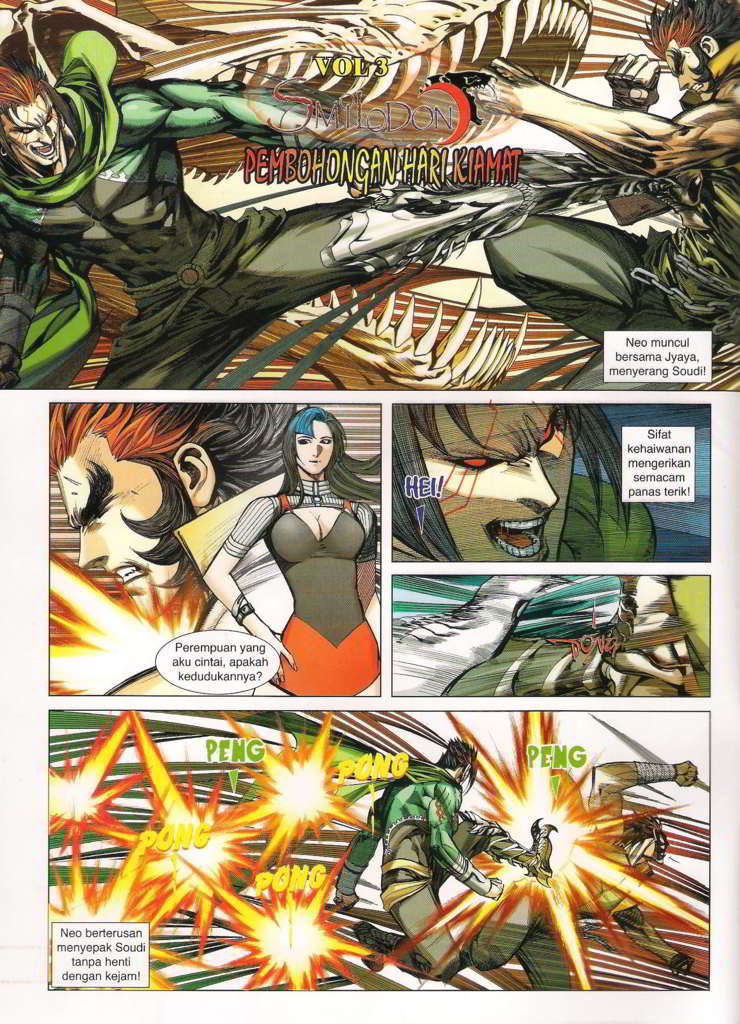 VOL 3
SMILODON
PEMBOHONGAN HARI KIAMAT
Neo muncul
bersama Jyaya,
menyerang Soudi!
Perempuan yang
aku cintai, apakah
kedudukannya?
HEI!
Sifat
kehaiwanan
mengerikan
semacam
panas terik!
PENG
PONG
PENG
PONG
PONG
Neo berterusan
menyepak Soudi
tanpa henti
dengan kejam!